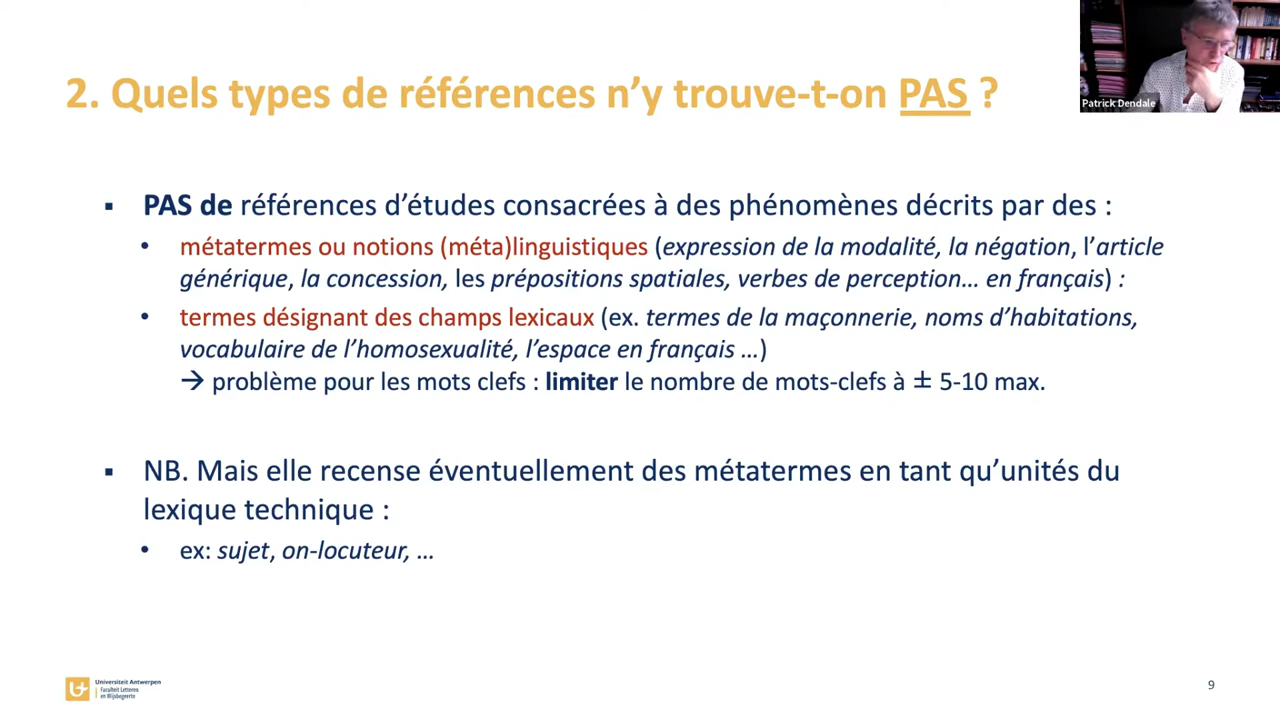 2. Quels types de références n’y trouve-t-on PAS ?
Patrick Dendale
▪ PAS de références d’études consacrées à des phénomènes décrits par des :
• métatermes ou notions (méta)linguistiques (expression de la modalité, la négation, l’article
générique, la concession, les prépositions spatiales, verbes de perception… en français) :
• termes désignant des champs lexicaux (ex. termes de la maçonnerie, noms d’habitations,
vocabulaire de l’homosexualité, l’espace en français …)
→ problème pour les mots clefs : limiter le nombre de mots-clefs à ± 5-10 max.
▪ NB. Mais elle recense éventuellement des métatermes en tant qu’unités du
lexique technique :
• ex: sujet, on-locuteur, …
Universiteit Antwerpen
Faculteit Letteren
en Wijsbegeerte
9